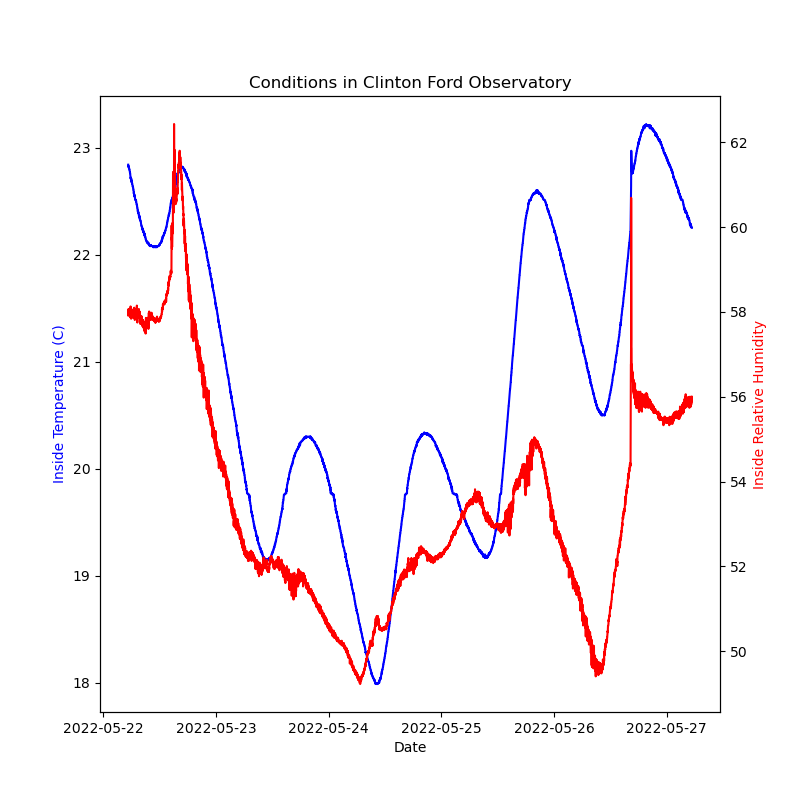 Conditions in Clinton Ford Observatory
23
22
21
20
19
18
Inside Temperature (C)
62
60
58
56
54
52
50
Inside Relative Humidity
2022-05-22 2022-05-23 2022-05-24 2022-05-25 2022-05-26 2022-05-27
Date